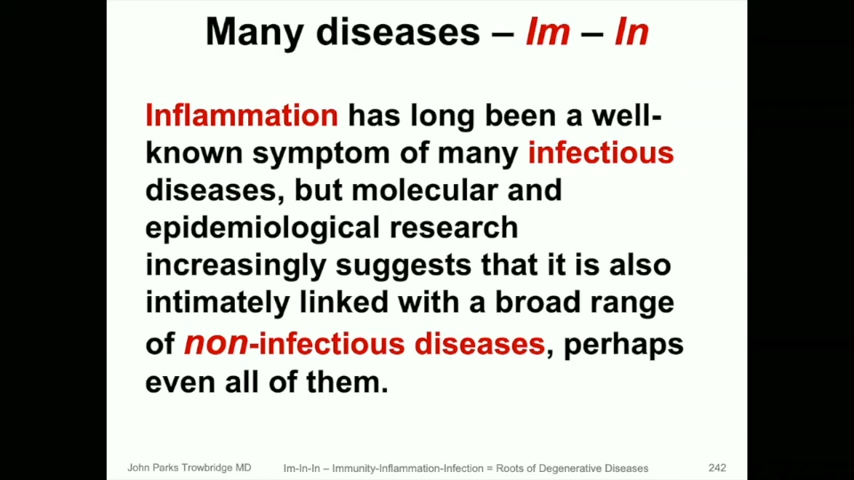 Many diseases – Im – In
Inflammation has long been a well-
known symptom of many infectious
diseases, but molecular and
epidemiological research
increasingly suggests that it is also
intimately linked with a broad range
of non-infectious diseases, perhaps
even all of them.
John Parks Trowbridge MD Im-In-In – Immunity-Inflammation-Infection = Roots of Degenerative Diseases 242